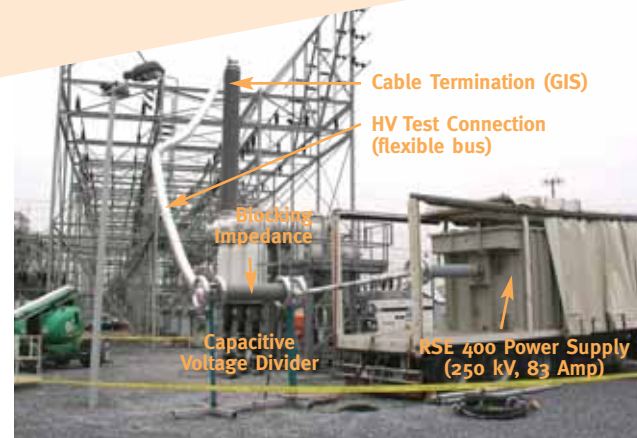 Cable Termination (GIS)
HV Test Connection
(flexible bus)
Blocking
Impedance
Capacitive
Voltage Divider
RSE 400 Power Supply
(250 kV, 83 Amp)